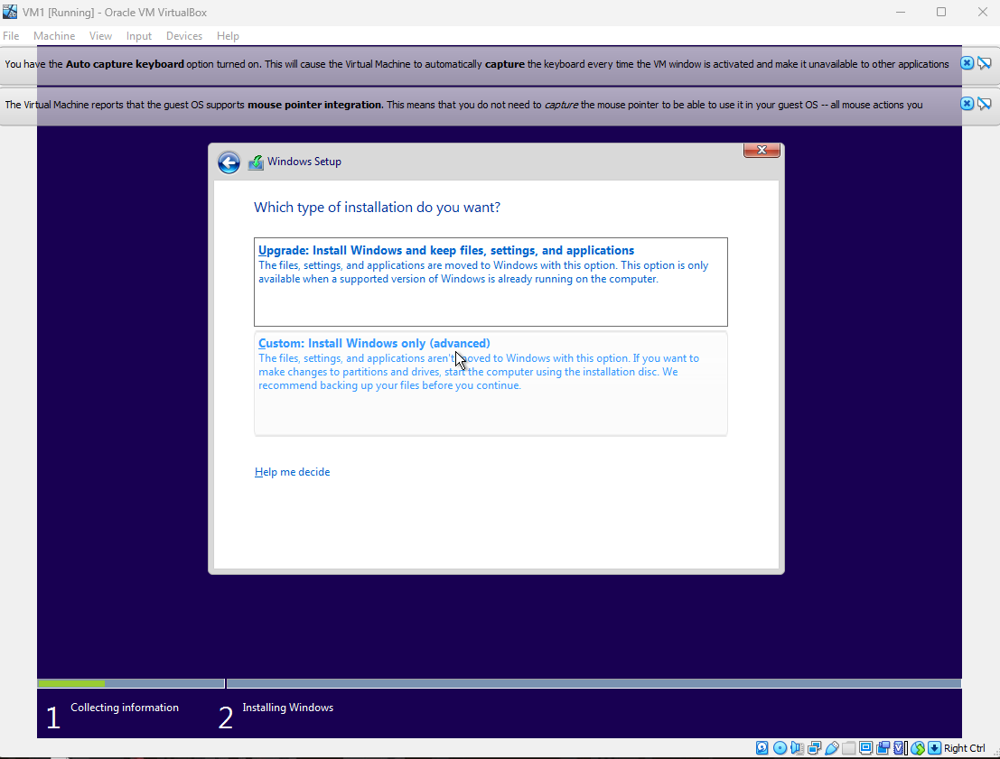 VM1 [Running] - Oracle VM VirtualBox
File Machine View Input Devices Help
You have the Auto capture keyboard option turned on. This will cause the Virtual Machine to automatically capture the keyboard every time the VM window is activated and make it unavailable to other applications
The Virtual Machine reports that the guest OS supports mouse pointer integration. This means that you do not need to capture the mouse pointer to be able to use it in your guest OS -- all mouse actions you
Windows Setup
Which type of installation do you want?
Upgrade: Install Windows and keep files, settings, and applications
The files, settings, and applications are moved to Windows with this option. This option is only
available when a supported version of Windows is already running on the computer.
Custom: Install Windows only (advanced)
The files, settings, and applications aren't moved to Windows with this option. If you want to
make changes to partitions and drives, start the computer using the installation disc. We
recommend backing up your files before you continue.
Help me decide
1 Collecting information
2 Installing Windows
Right Ctrl